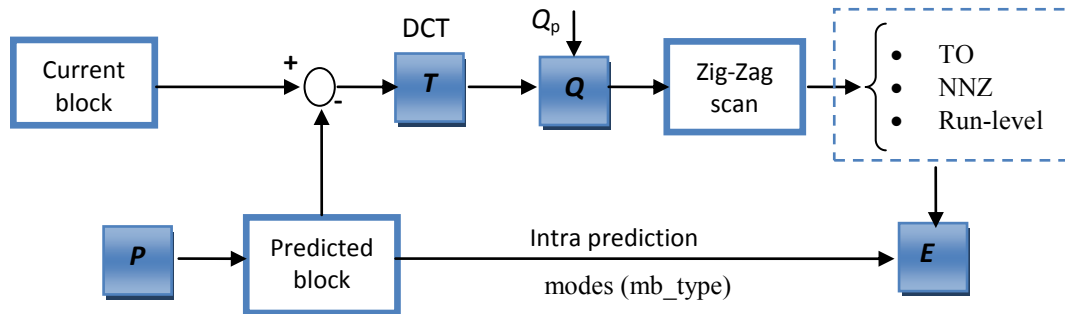 DCT
Qp
Current
block
+
-
T
Q
Zig-Zag
scan
• TO
• NNZ
• Run-level
P
Predicted
block
Intra prediction
modes (mb_type)
E